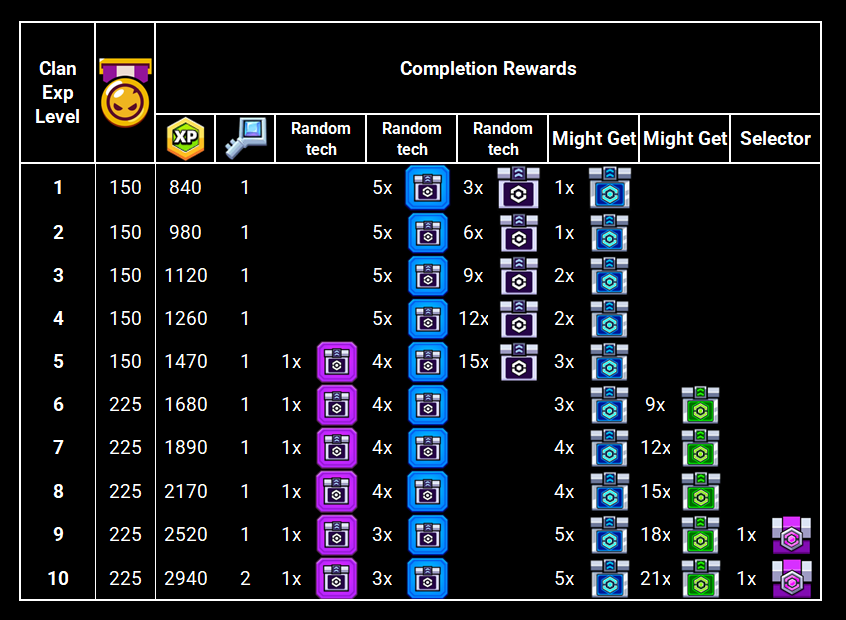 Clan Exp Level
Completion Rewards
XP
Random tech Random tech Random tech Might Get Might Get Selector
1 150 840 1 5x 3x 1x
2 150 980 1 5x 6x 1x
3 150 1120 1 5x 9x 2x
4 150 1260 1 5x 12x 2x
5 150 1470 1 1x 4x 15x 3x
6 225 1680 1 1x 4x 3x 9x
7 225 1890 1 1x 4x 4x 12x
8 225 2170 1 1x 4x 4x 15x
9 225 2520 1 1x 3x 5x 18x 1x
10 225 2940 2 1x 3x 5x 21x 1x